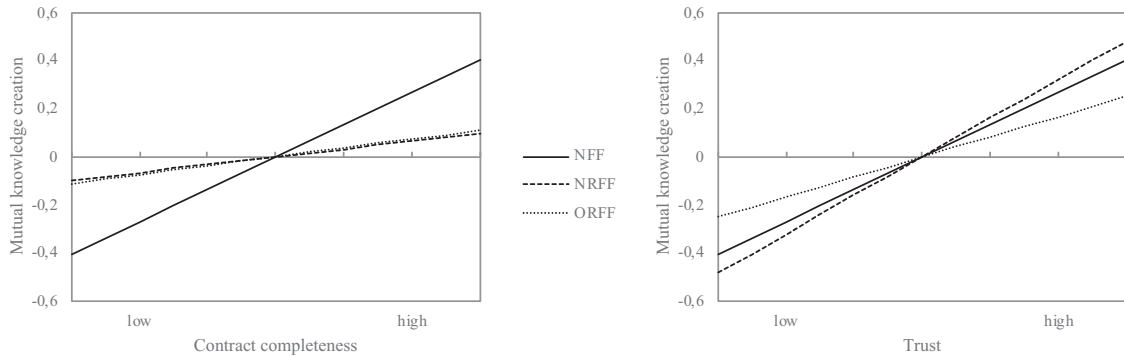 Mutual knowledge creation
0,6
0,4
0,2
0
-0,2
-0,4
-0,6
low
high
Contract completeness
NFF
NRFF
ORFF
Mutual knowledge creation
0,6
0,4
0,2
0
-0,2
-0,4
-0,6
low
high
Trust